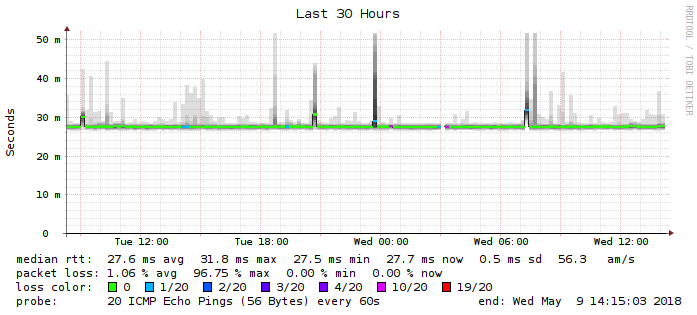 Last 30 Hours
RRDTOOL / TOBI OETIKER
Seconds
50 m
40 m
30 m
20 m
10 m
0
Tue 12:00 Tue 18:00 Wed 00:00 Wed 06:00 Wed 12:00
median rtt: 27.6 ms avg 31.8 ms max 27.5 ms min 27.7 ms now 0.5 ms sd 56.3 am/s
packet loss: 1.06 % avg 96.75 % max 0.00 % min 0.00 % now
loss color: 0 1/20 2/20 3/20 4/20 10/20 19/20
probe: 20 ICMP Echo Pings (56 Bytes) every 60s end: Wed May 9 14:15:03 2018